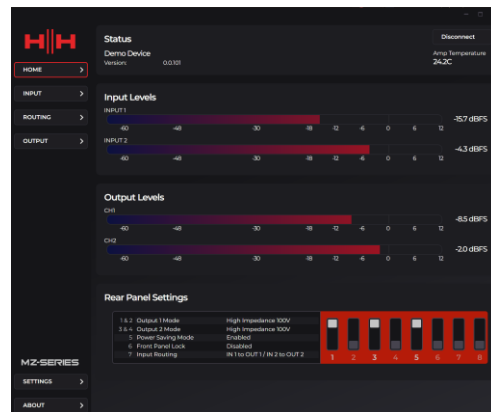 H|H
HOME >
INPUT >
ROUTING >
OUTPUT >
MZ-SERIES
SETTINGS >
ABOUT >
Status
Disconnect
Demo Device
Version: 0.0.101
Amp Temperature
24.2C
Input Levels
INPUT 1
-60 -48 -30 -18 -12 -6 0 6 12
-15.7 dBFS
INPUT 2
-60 -48 -30 -18 -12 -6 0 6 12
-4.3 dBFS
Output Levels
CH1
-60 -48 -30 -18 -12 -6 0 6 12
-8.5 dBFS
CH2
-60 -48 -30 -18 -12 -6 0 6 12
-2.0 dBFS
Rear Panel Settings
1 & 2 Output 1 Mode High Impedance 100V
3 & 4 Output 2 Mode High Impedance 100V
5 Power Saving Mode Enabled
6 Front Panel Lock Disabled
7 Input Routing IN 1 to OUT 1 / IN 2 to OUT 2
1 2 3 4 5 6 7 8